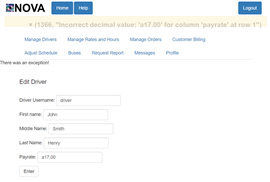 NOVA Home Help Logout
× (1366, "Incorrect decimal value: 'a17.00' for column 'payrate' at row 1")
Manage Drivers Manage Rates and Hours Manage Orders Customer Billing
Adjust Schedule Buses Request Report Messages Profile
There was an exception!
Edit Driver
Driver Username: driver
First name: John
Middle Name: Smith
Last Name: Henry
Payrate: a17.00
Enter